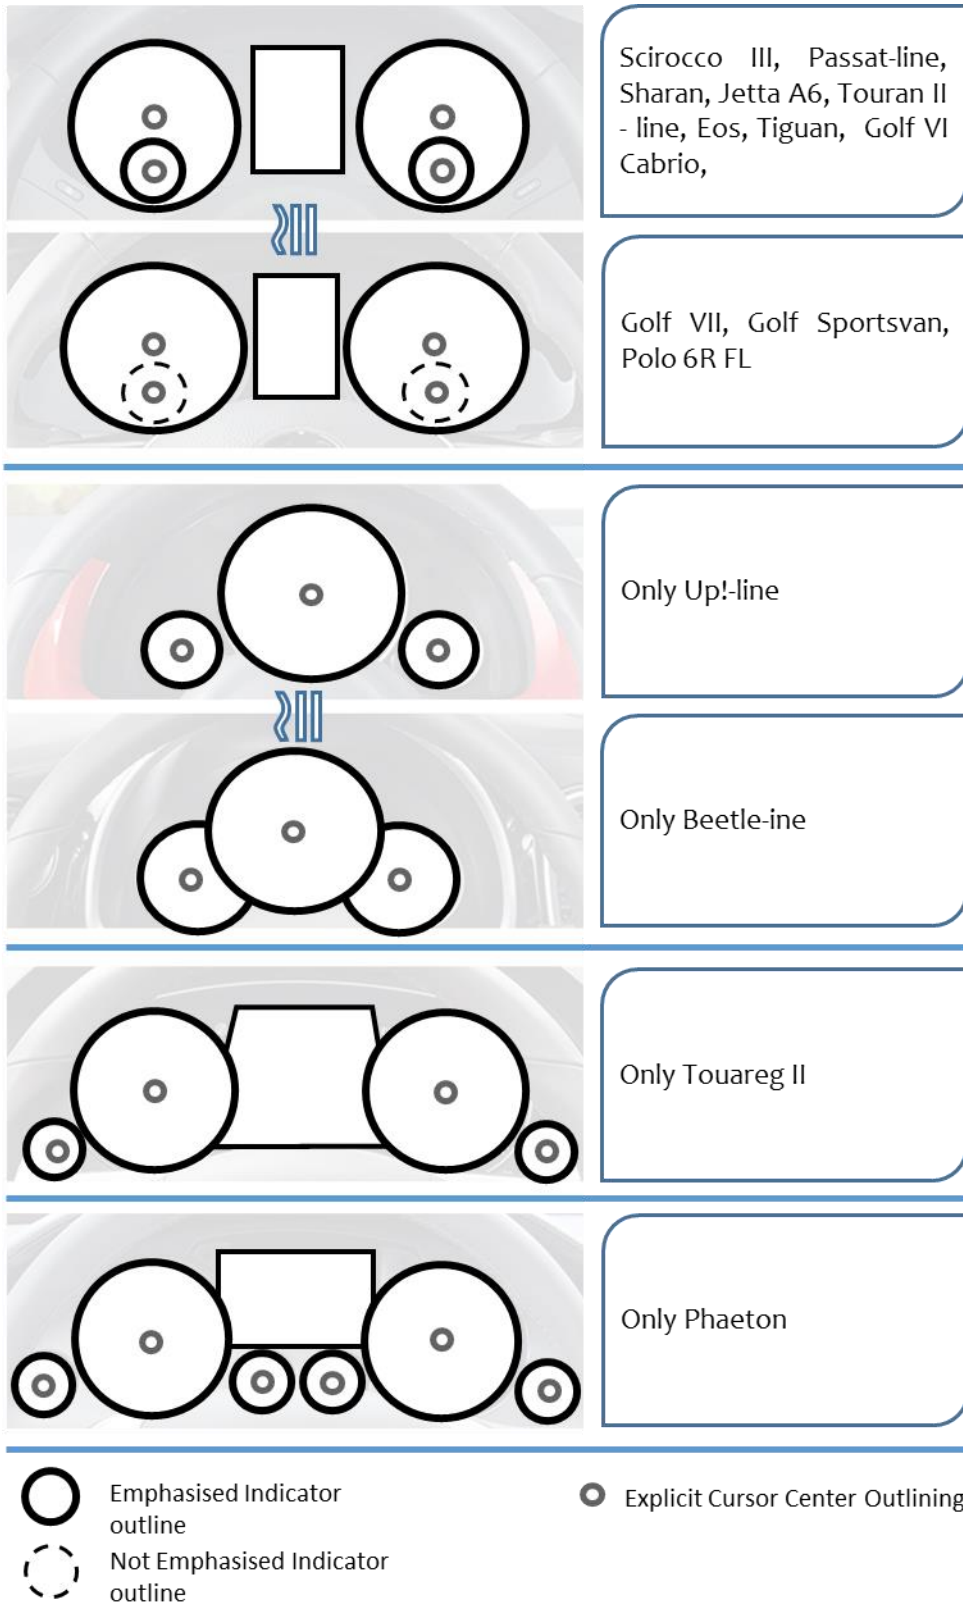 Scirocco III, Passat-line,
Sharan, Jetta A6, Touran II
- line, Eos, Tiguan, Golf VI
Cabrio,
Golf VII, Golf Sportsvan,
Polo 6R FL
Only Up!-line
Only Beetle-ine
Only Touareg II
Only Phaeton
Emphasised Indicator
outline
Explicit Cursor Center Outlining
Not Emphasised Indicator
outline